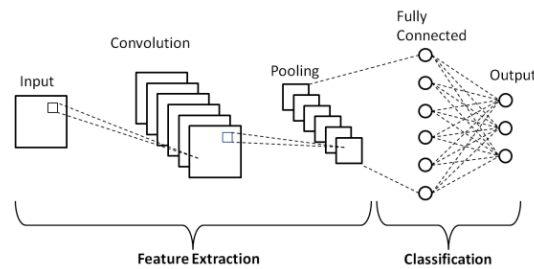 Fully
Connected
Convolution
Pooling
Input
Output
Feature Extraction
Classification